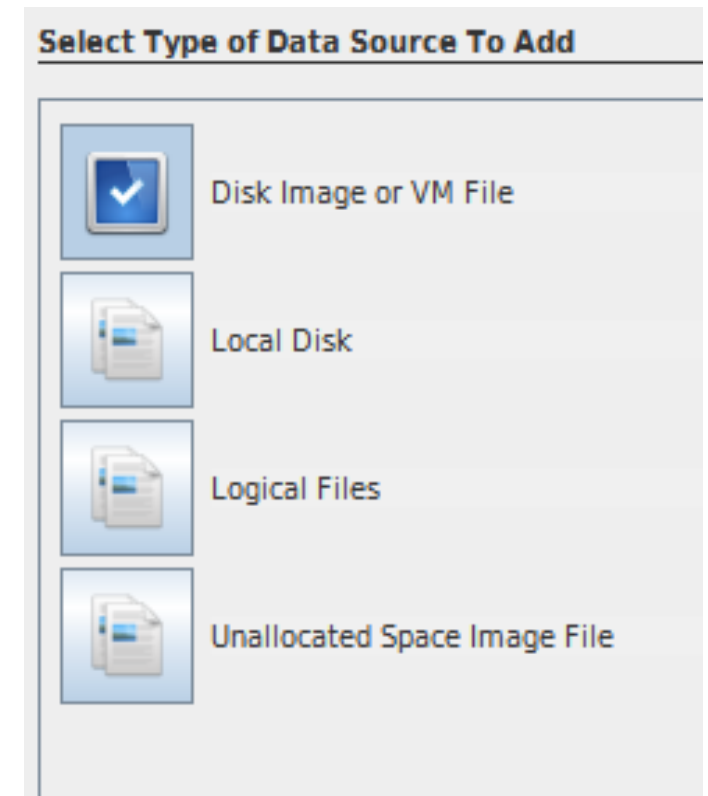 Select Type of Data Source To Add
Disk Image or VM File
Local Disk
Logical Files
Unallocated Space Image File